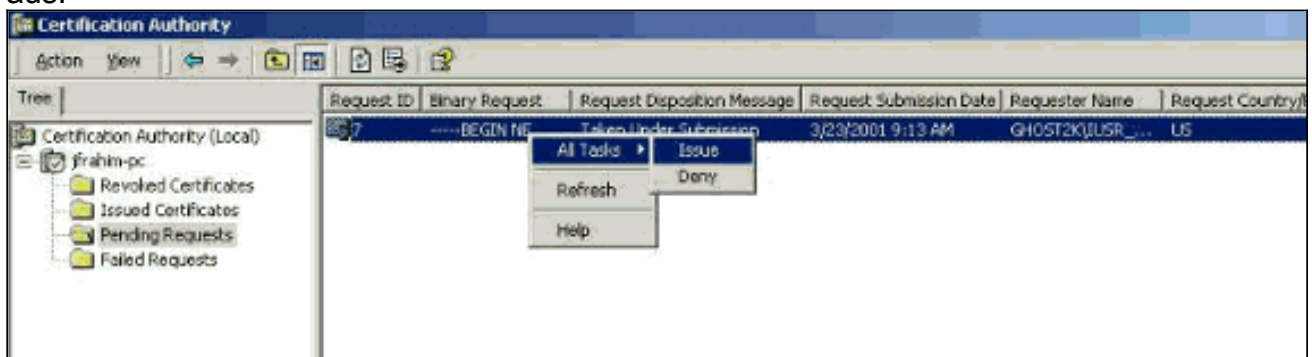 aus.
Certification Authority
Action View
Tree
Request ID Binary Request Request Disposition Message Request Submission Date Requester Name Request Country/
Certification Authority (Local)
7 -----BEGIN NE... Taken Under Submission 3/23/2001 9:13 AM GHOST2K\IUSR_... US
jfrahim-pc
All Tasks Issue
Revoked Certificates
Deny
Refresh
Issued Certificates
Pending Requests
Help
Failed Requests